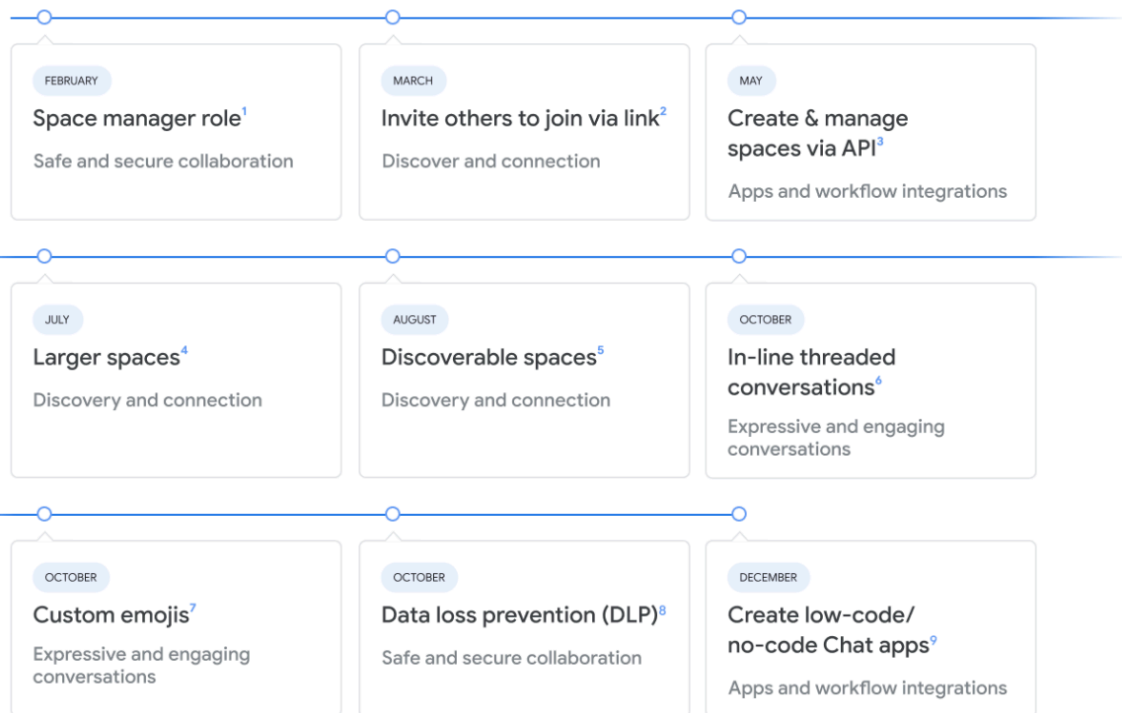 FEBRUARY
Space manager role1
Safe and secure collaboration
MARCH
Invite others to join via link2
Discover and connection
MAY
Create & manage
spaces via API3
Apps and workflow integrations
JULY
Larger spaces4
Discovery and connection
AUGUST
Discoverable spaces5
Discovery and connection
OCTOBER
In-line threaded
conversations6
Expressive and engaging
conversations
OCTOBER
Custom emojis7
Expressive and engaging
conversations
OCTOBER
Data loss prevention (DLP)8
Safe and secure collaboration
DECEMBER
Create low-code/
no-code Chat apps9
Apps and workflow integrations